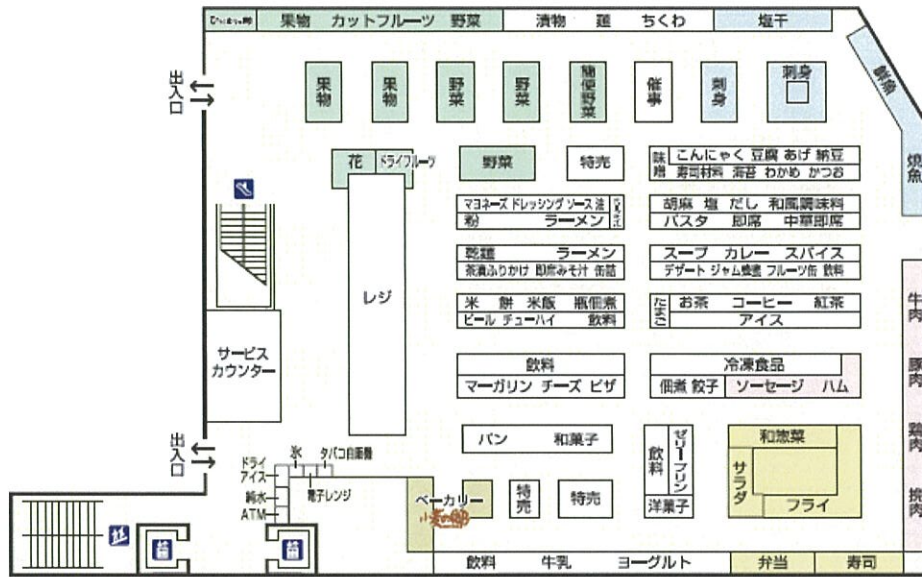 果物 カットフルーツ 野菜
漬物 麺 ちくわ
塩干
鮮魚
焼魚
出入口
果物
果物
野菜
野菜
簡便野菜
催事
刺身
刺身
花
ドライフルーツ
野菜
特売
味噌
こんにゃく 豆腐 あげ 納豆
寿司材料 海苔 わかめ かつお
マヨネーズ ドレッシング ソース 油
粉 ラーメン
胡麻 塩 だし 和風調味料
パスタ 即席 中華即席
乾麺 ラーメン
茶漬ふりかけ 即席みそ汁 缶詰
スープ カレー スパイス
デザート ジャム蜂蜜 フルーツ缶 飲料
レジ
米 餅 米飯 瓶佃煮
ビール チューハイ 飲料
たまご
お茶 コーヒー 紅茶
アイス
牛肉
豚肉
鶏肉
挽肉
サービス
カウンター
飲料
マーガリン チーズ ピザ
冷凍食品
佃煮 餃子
ソーセージ ハム
出入口
パン 和菓子
飲料
ゼリー プリン
洋菓子
和惣菜
サラダ
フライ
氷
タバコ自販機
ドライ
アイス
電子レンジ
純水
ATM
ベーカリー
小麦の郷
特売
特売
飲料 牛乳 ヨーグルト
弁当
寿司